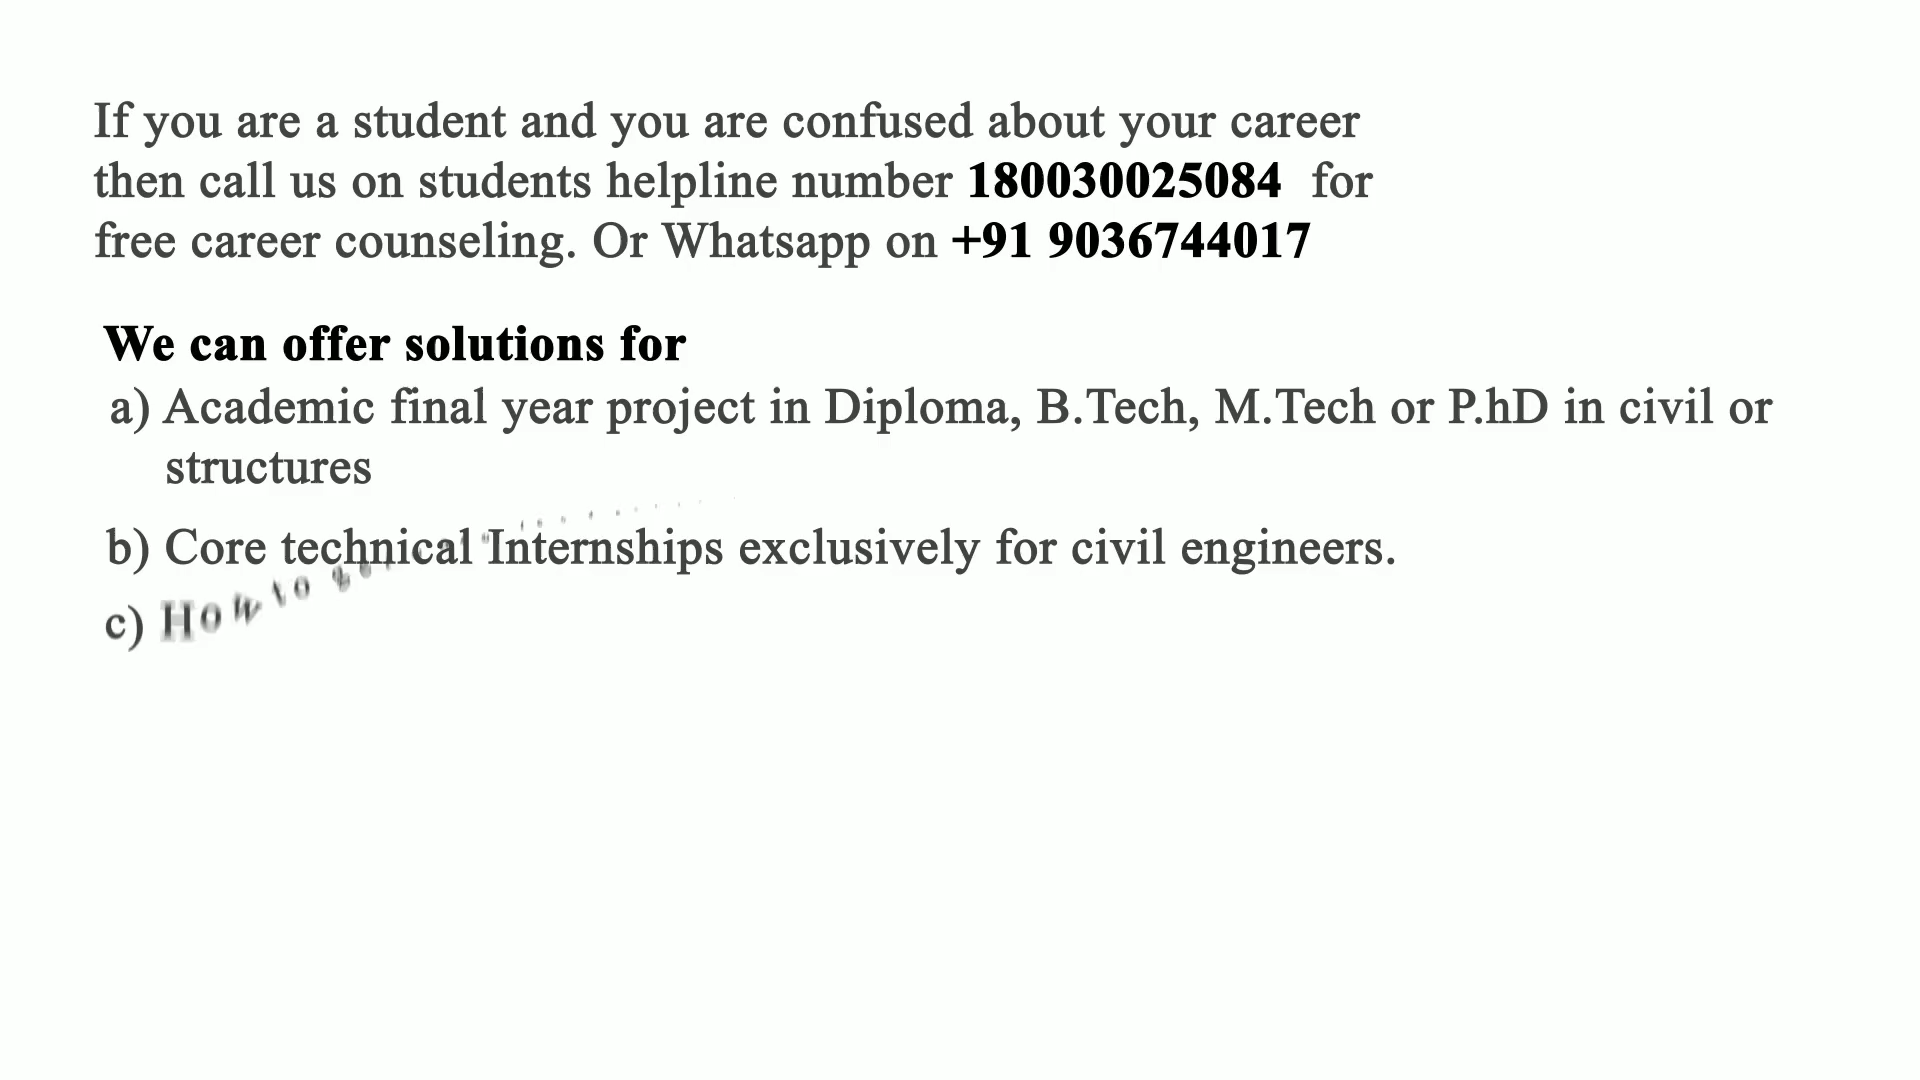 If you are a student and you are confused about your career
then call us on students helpline number 180030025084 for
free career counseling. Or Whatsapp on +91 9036744017
We can offer solutions for
a) Academic final year project in Diploma, B.Tech, M.Tech or P.hD in civil or
structures
b) Core technical Internships exclusively for civil engineers.
c) How to